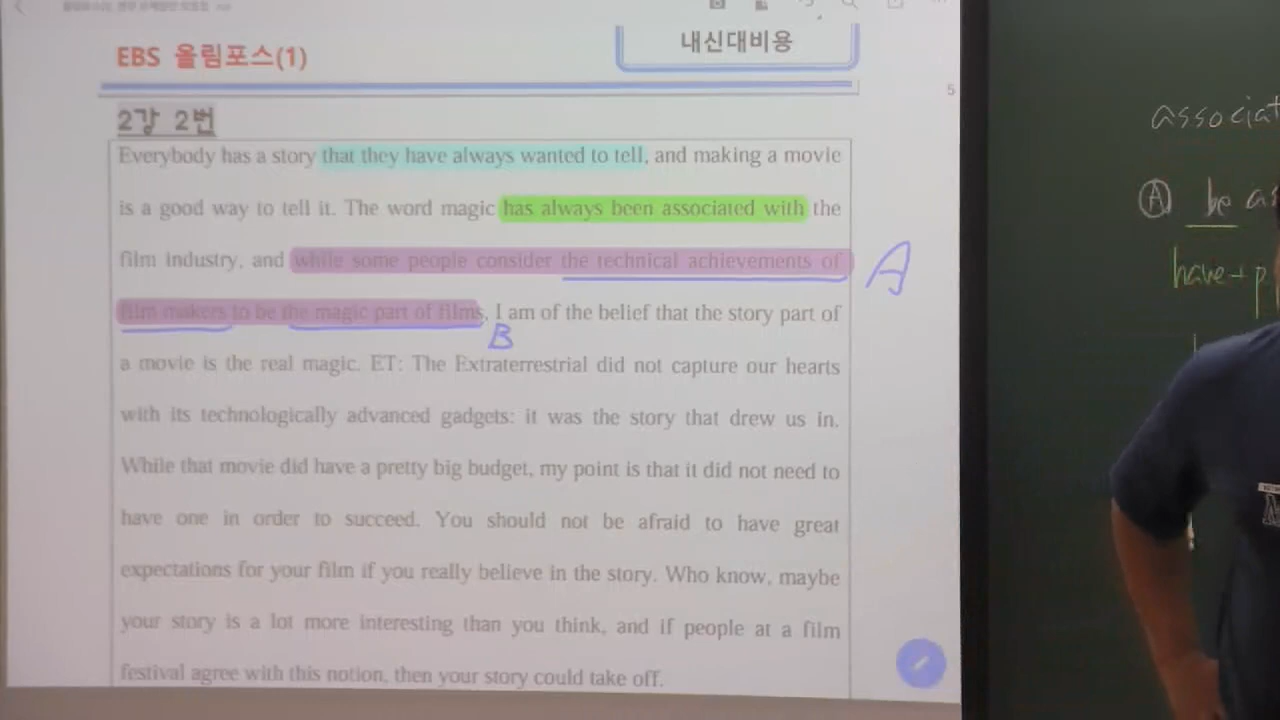 EBS 올림포스(1)
내신대비용
5
2강 2번
Everybody has a story that they have always wanted to tell, and making a movie
is a good way to tell it. The word magic has always been associated with the
film industry, and while some people consider the technical achievements of
film makers to be the magic part of films, I am of the belief that the story part of
a movie is the real magic. ET: The Extraterrestrial did not capture our hearts
with its technologically advanced gadgets: it was the story that drew us in.
While that movie did have a pretty big budget, my point is that it did not need to
have one in order to succeed. You should not be afraid to have great
expectations for your film if you really believe in the story. Who know, maybe
your story is a lot more interesting than you think, and if people at a film
festival agree with this notion, then your story could take off.
A
B
associat
Ⓐ be as
have + p